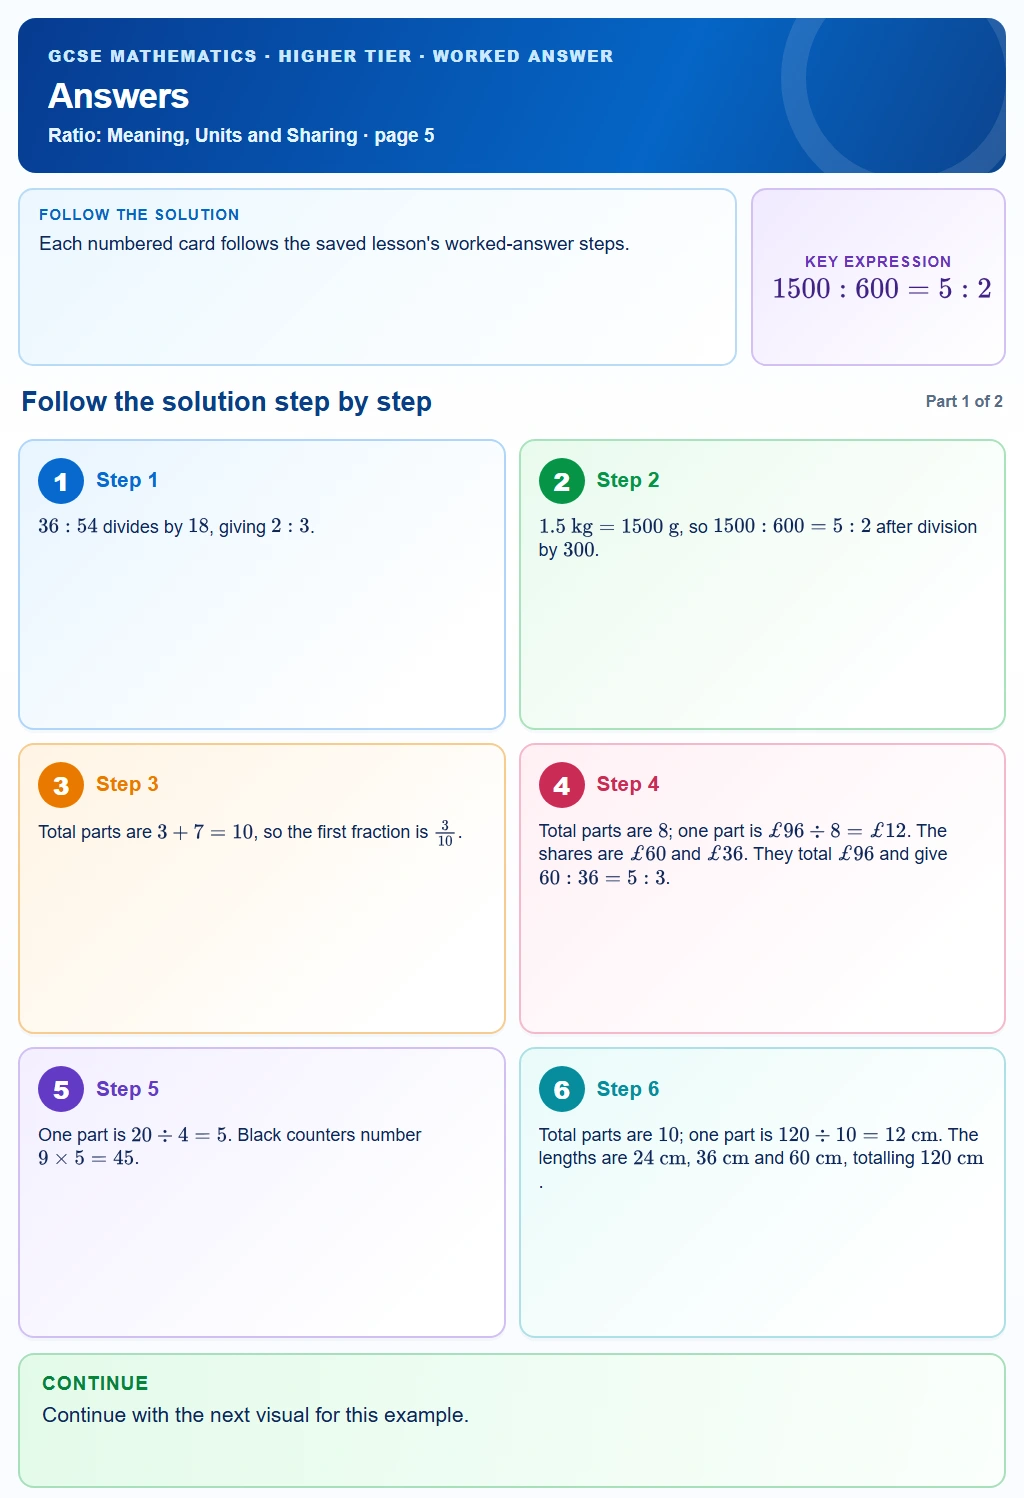 GCSE MATHEMATICS · HIGHER TIER · WORKED ANSWER
Answers
Ratio: Meaning, Units and Sharing · page 5
FOLLOW THE SOLUTION
Each numbered card follows the saved lesson's worked-answer steps.
KEY EXPRESSION
1500 : 600 = 5 : 2
Follow the solution step by step
Part 1 of 2
1 Step 1
36 : 54 divides by 18, giving 2 : 3.
2 Step 2
1.5 kg = 1500 g, so 1500 : 600 = 5 : 2 after division
by 300.
3 Step 3
Total parts are 3 + 7 = 10, so the first fraction is 3/10.
4 Step 4
Total parts are 8; one part is £96 ÷ 8 = £12. The
shares are £60 and £36. They total £96 and give
60 : 36 = 5 : 3.
5 Step 5
One part is 20 ÷ 4 = 5. Black counters number
9 × 5 = 45.
6 Step 6
Total parts are 10; one part is 120 ÷ 10 = 12 cm. The
lengths are 24 cm, 36 cm and 60 cm, totalling 120 cm
.
CONTINUE
Continue with the next visual for this example.